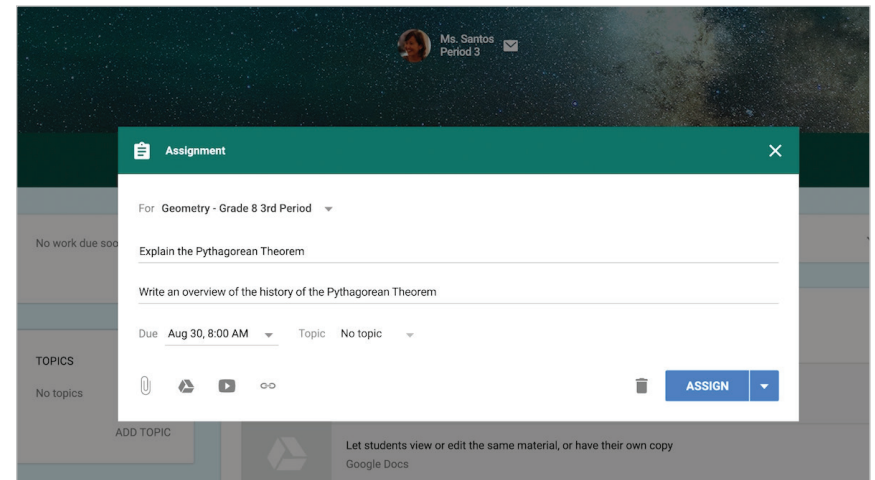 Ms. Santos
Period 3
Assignment
For Geometry - Grade 8 3rd Period
No work due soo
Explain the Pythagorean Theorem
Write an overview of the history of the Pythagorean Theorem
Due Aug 30, 8:00 AM Topic No topic
TOPICS
No topics
ASSIGN
ADD TOPIC
Let students view or edit the same material, or have their own copy
Google Docs